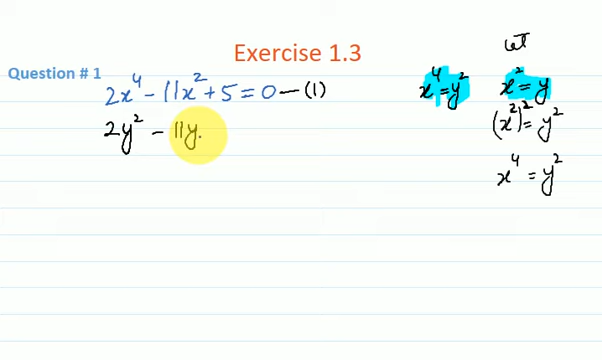 Exercise 1.3
Question # 1
2x⁴ − 11x² + 5 = 0 — (1)
2y² − 11y
let
x⁴ = y²
x² = y
(x²)² = y²
x⁴ = y²